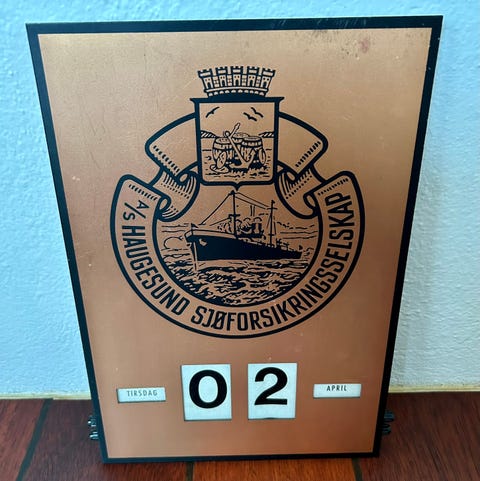 A/S HAUGESUND SJØFORSIKRINGSSELSKAP
TIRSDAG 02 APRIL